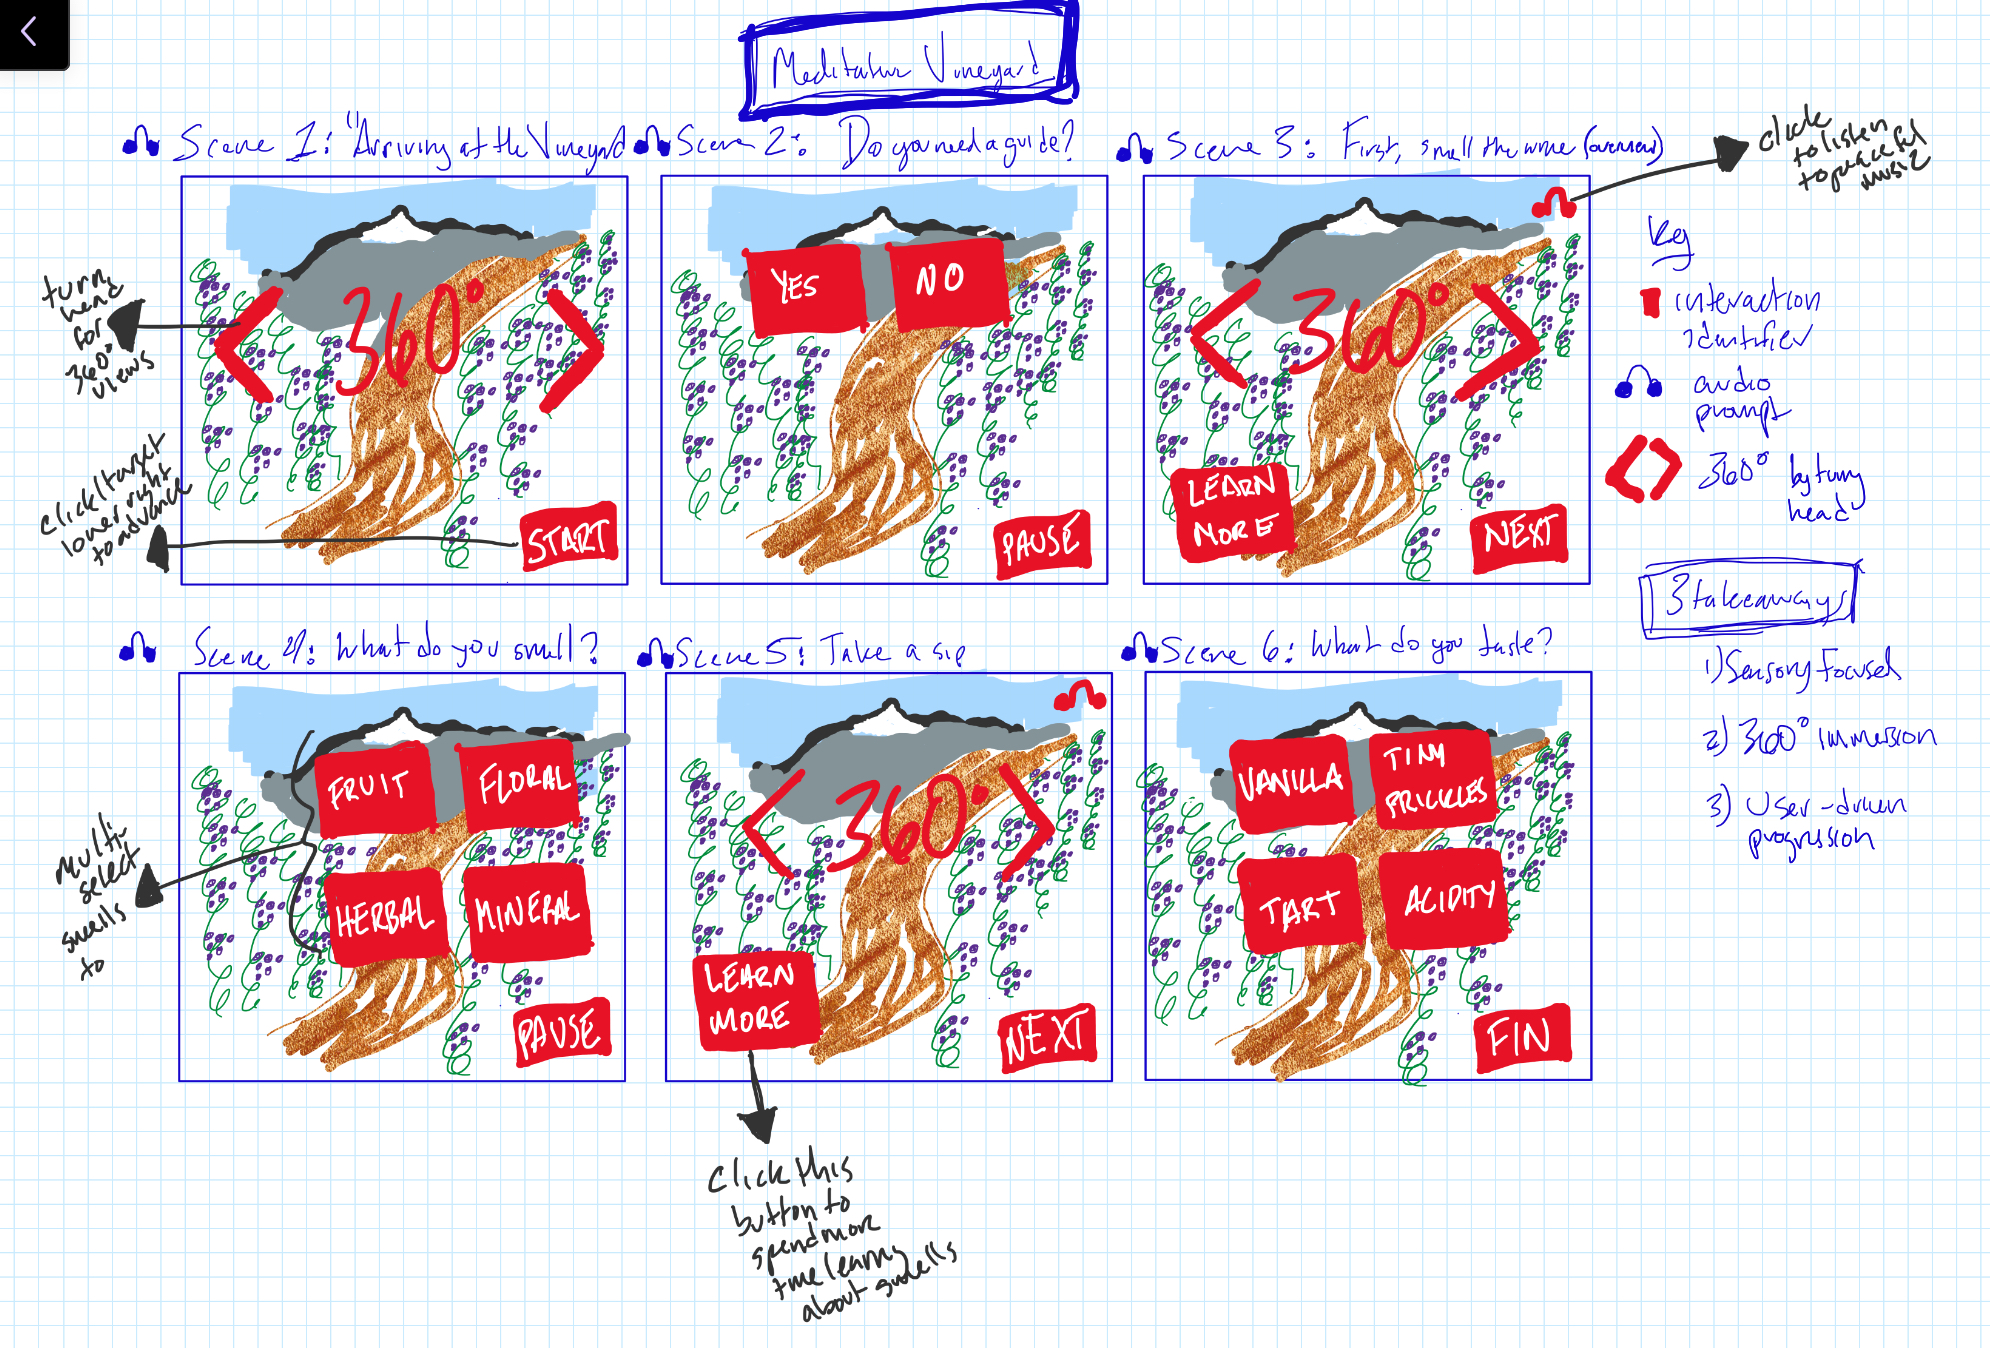 Meditative Vineyard
Scene 1: "Arriving at the Vineyard
Scene 2: Do you need a guide?
Scene 3: First, smell the wine (overview)
click
to listen
to peaceful
music
turn
head
for
360°
views
360°
click/target
lower right
to advance
START
YES
NO
PAUSE
360°
LEARN
MORE
NEXT
Key
interaction
identifier
audio
prompt
360° by turning
head
3 takeaways
1) Sensory Focused
2) 360° immersion
3) User-driven
progression
Scene 4: What do you smell?
Scene 5: Take a sip
Scene 6: What do you taste?
multi-
select
smells
to
FRUIT
FLORAL
HERBAL
MINERAL
PAUSE
360°
LEARN
MORE
NEXT
VANILLA
TINY
PRICKLES
TART
ACIDITY
FIN
click this
button to
spend more
time learning
about smells